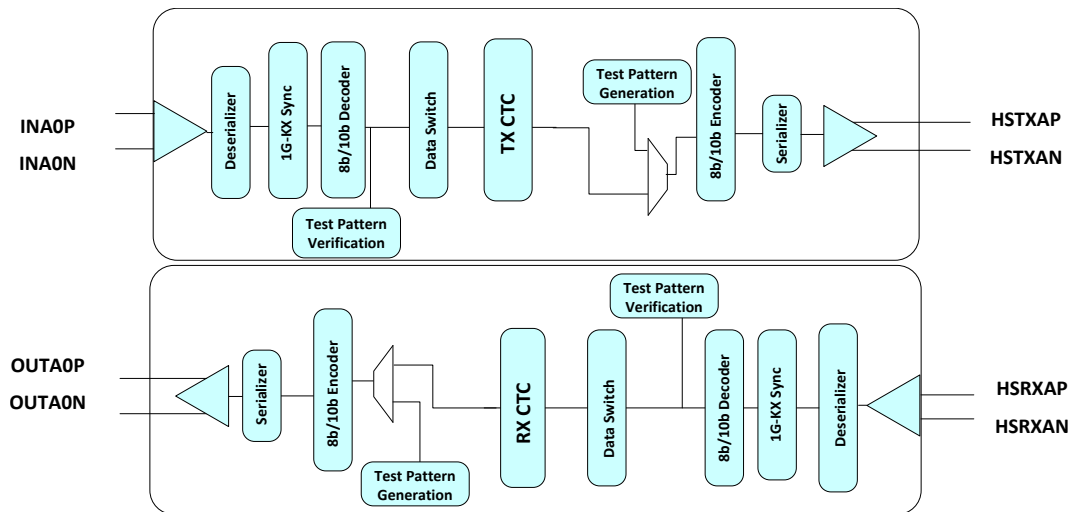 INA0P
INA0N
Deserializer
1G-KX Sync
8b/10b Decoder
Test Pattern
Verification
Data Switch
TX CTC
Test Pattern
Generation
8b/10b Encoder
Serializer
HSTXAP
HSTXAN
OUTA0P
OUTA0N
Serializer
8b/10b Encoder
Test Pattern
Generation
RX CTC
Data Switch
Test Pattern
Verification
8b/10b Decoder
1G-KX Sync
Deserializer
HSRXAP
HSRXAN